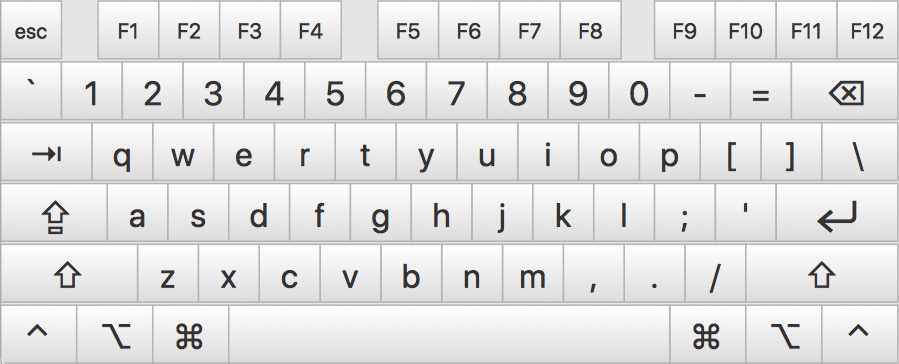 esc F1 F2 F3 F4 F5 F6 F7 F8 F9 F10 F11 F12
` 1 2 3 4 5 6 7 8 9 0 - = ⌫
⇥ q w e r t y u i o p [ ] \
⇪ a s d f g h j k l ; ' ↩
⇧ z x c v b n m , . / ⇧
^ ⌥ ⌘ ⌘ ⌥ ^